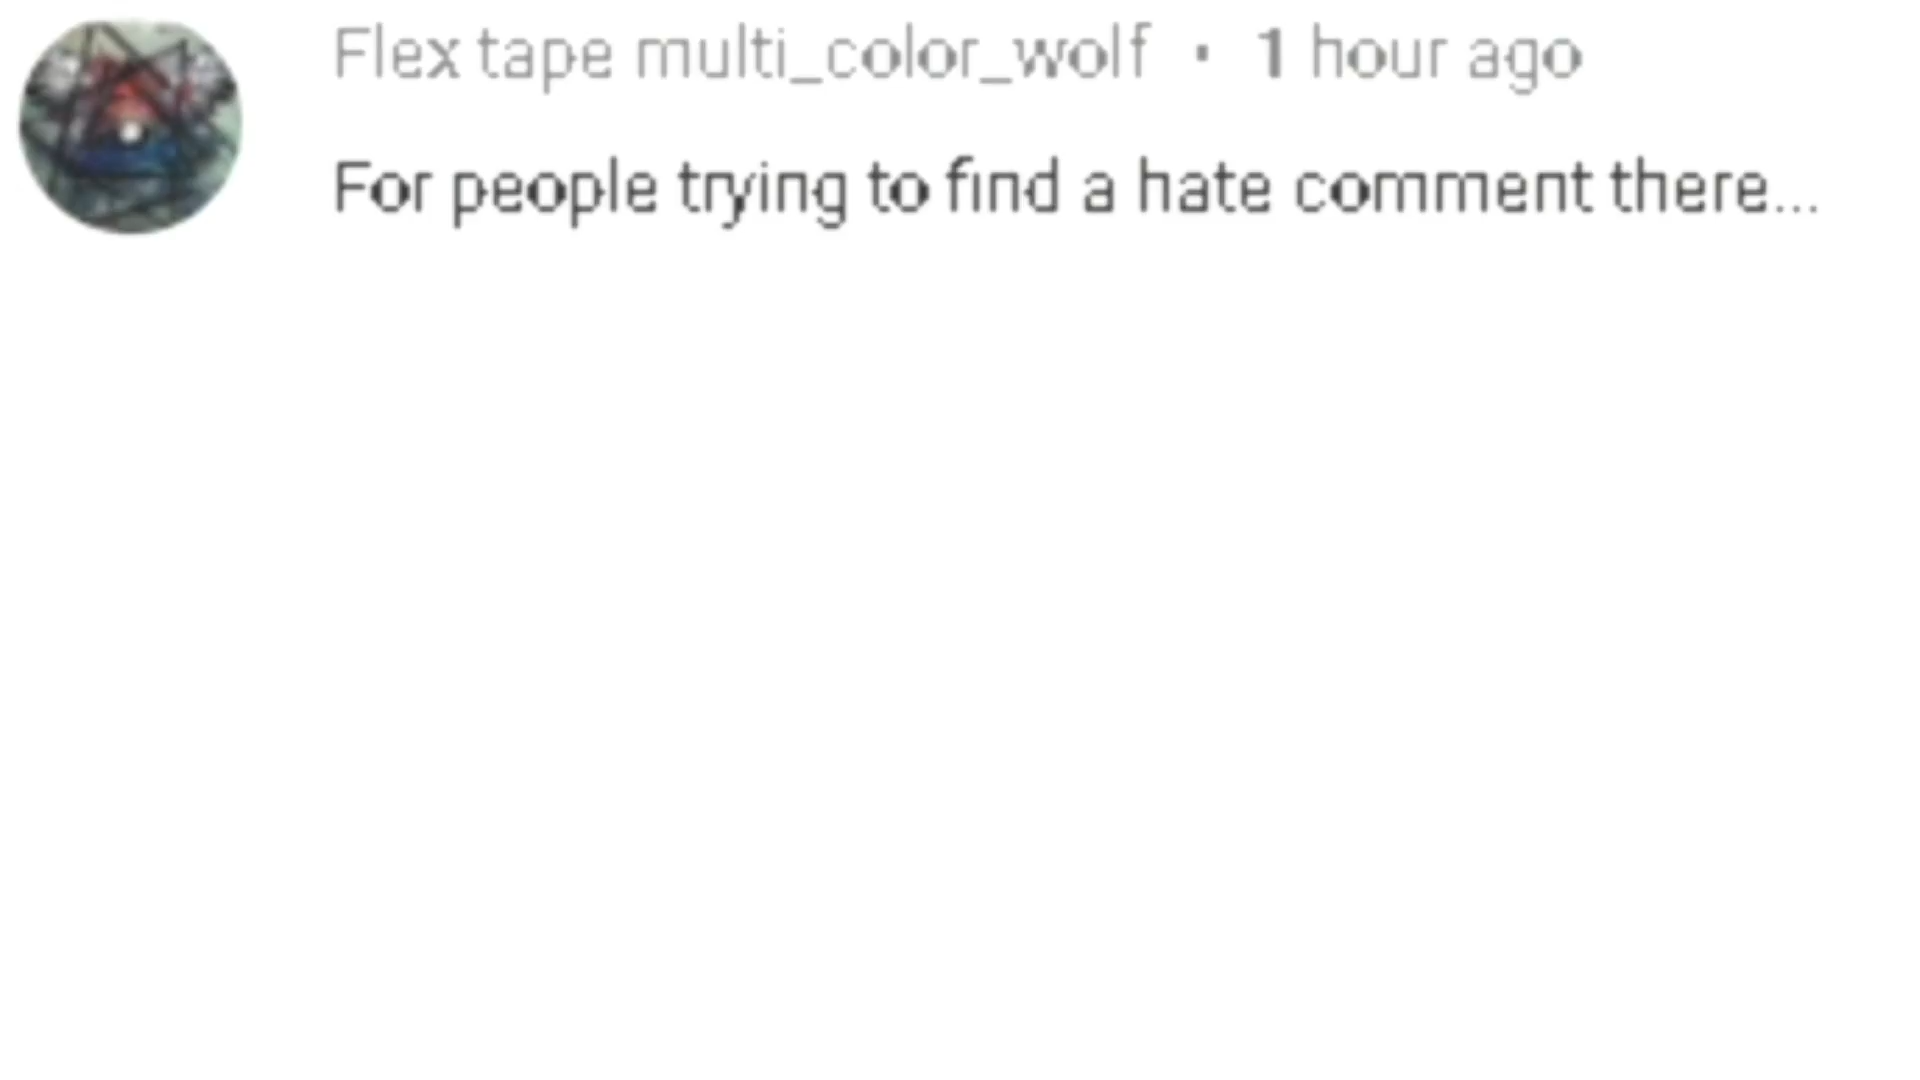 Flex tape multi_color_wolf · 1 hour ago
For people trying to find a hate comment there...